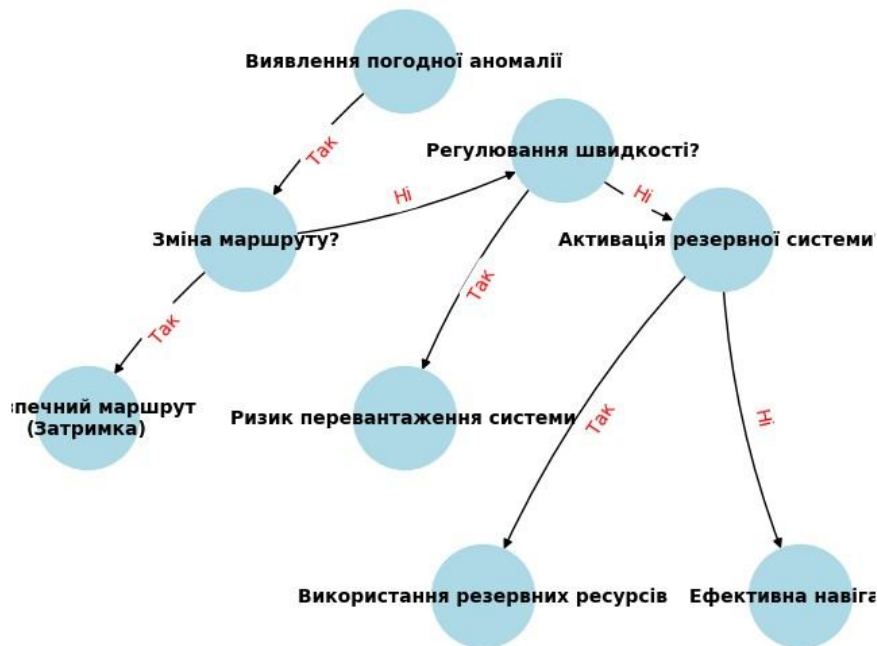 Виявлення погодної аномалії
Так
Регулювання швидкості?
Ні
Ні
Зміна маршруту?
Активація резервної системи
Так
Так
печний маршрут
(Затримка)
Ризик перевантаження системи
Так
Ні
Використання резервних ресурсів
Ефективна навіга